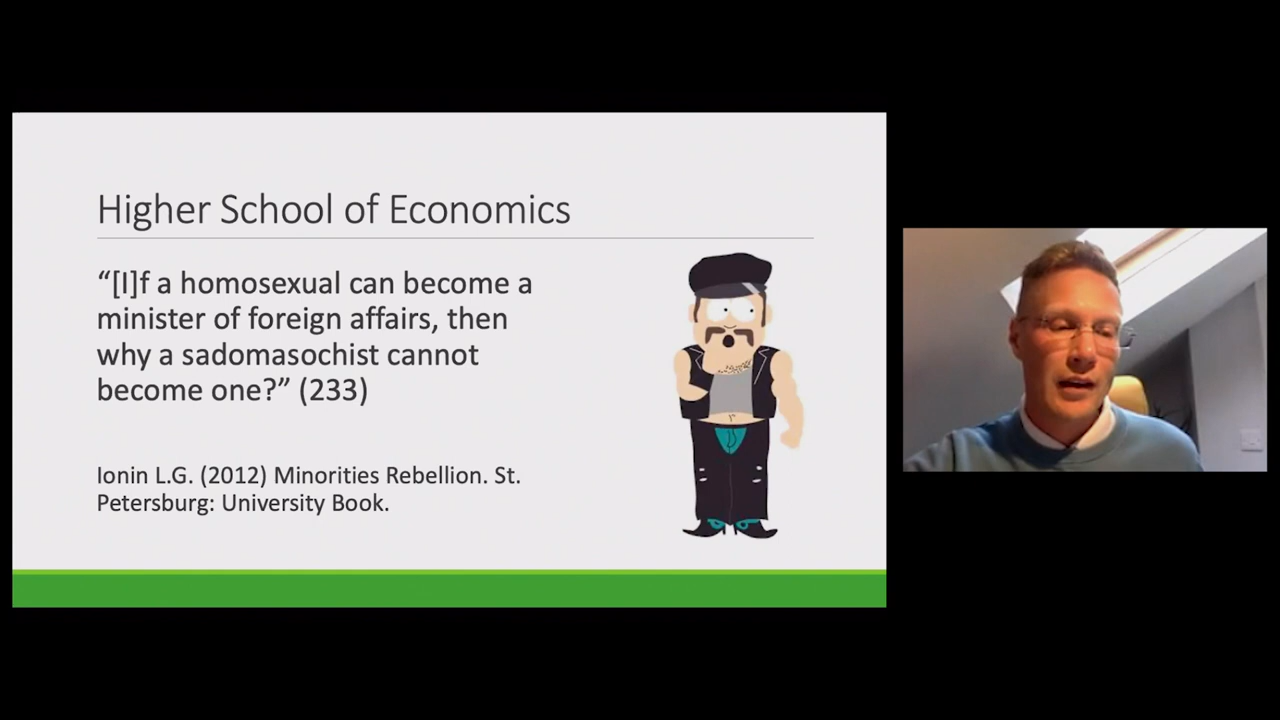 Higher School of Economics
“[I]f a homosexual can become a
minister of foreign affairs, then
why a sadomasochist cannot
become one?” (233)
Ionin L.G. (2012) Minorities Rebellion. St.
Petersburg: University Book.